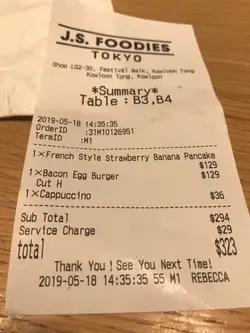 J.S. FOODIES
TOKYO
Shop LG2-30, Festival Walk, Kowloon Tong
Kowloon Tong, Kowloon
*Summary*
Table : B3,B4
2019-05-18 14:35:35
OrderID :31M10126951
TermID :M1
1×French Style Strawberry Banana Pancake
$129
1×Bacon Egg Burger $129
Cut H
1×Cappuccino $36
Sub Total $294
Service Charge $29
total $323
Thank You ! See You Next Time!
2019-05-18 14:35:35 55 M1 REBECCA